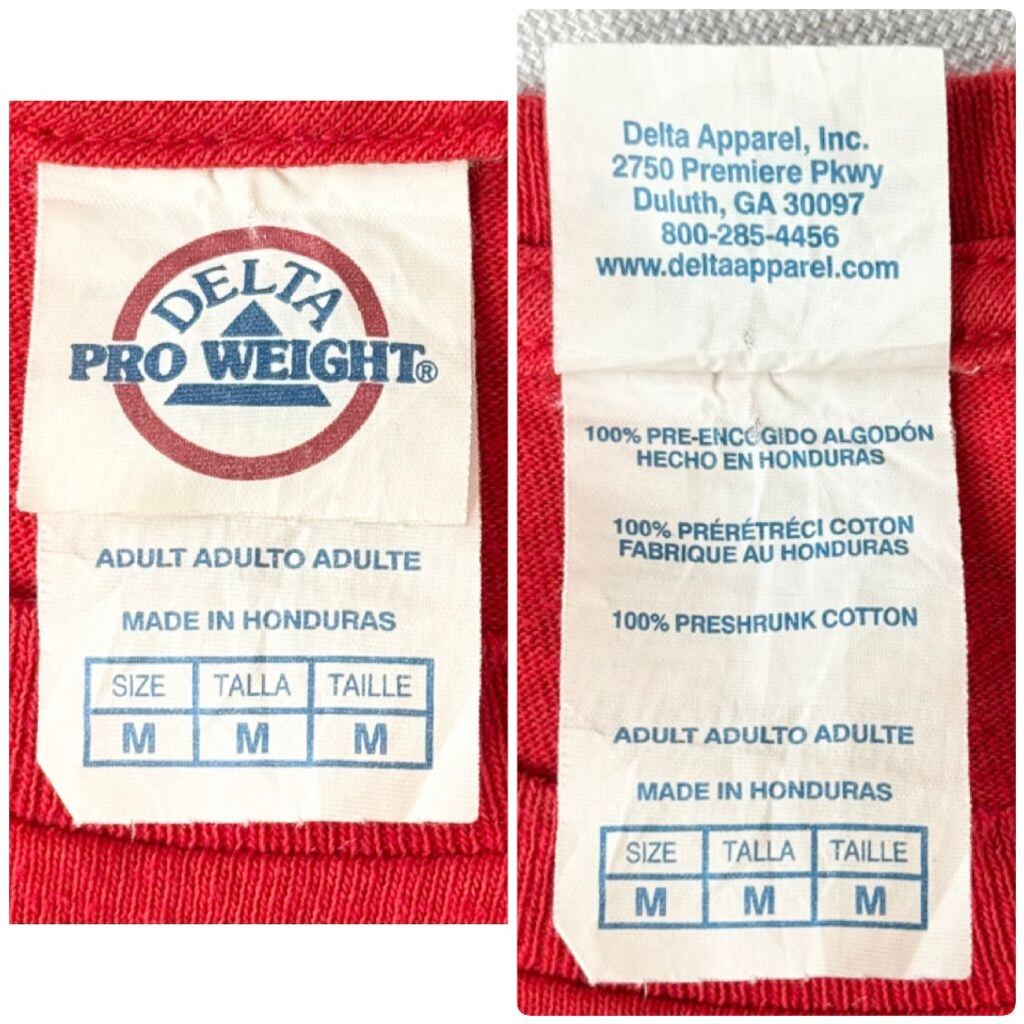 DELTA
PRO WEIGHT®
ADULT ADULTO ADULTE
MADE IN HONDURAS
SIZE TALLA TAILLE
M M M
Delta Apparel, Inc.
2750 Premiere Pkwy
Duluth, GA 30097
800-285-4456
www.deltaapparel.com
100% PRE-ENCOGIDO ALGODÓN
HECHO EN HONDURAS
100% PRÉRÉTRÉCI COTON
FABRIQUE AU HONDURAS
100% PRESHRUNK COTTON
ADULT ADULTO ADULTE
MADE IN HONDURAS
SIZE TALLA TAILLE
M M M